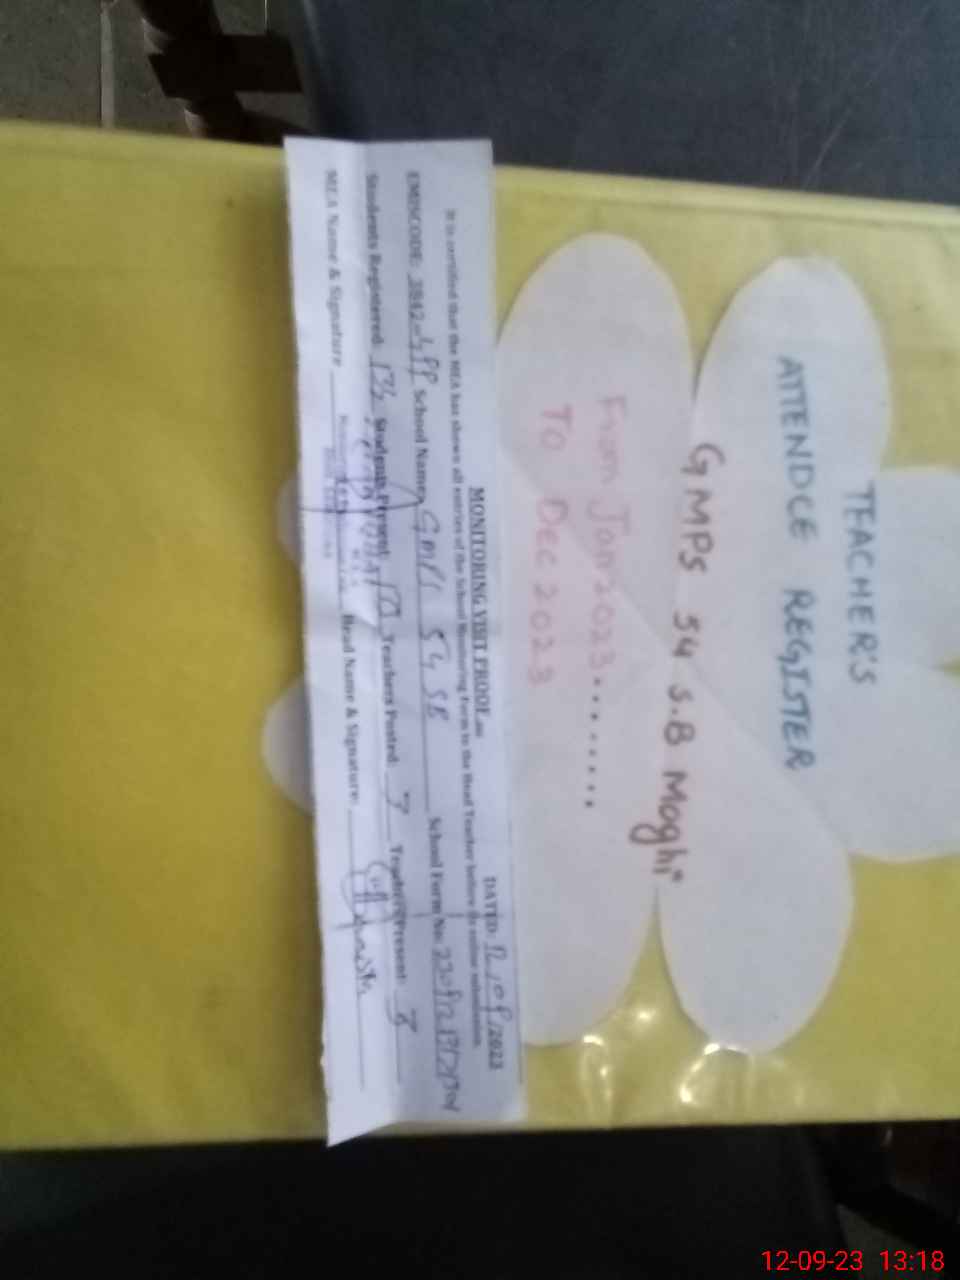 TEACHER'S
ATTENDCE REGISTER
GMPS 54 S.B Moghi"
From Jan 2023........
To Dec 2023
MONITORING VISIT PROOF
DATED: 12/09/2023
It is certified that the MEA has shown all entries of the School Monitoring Form to the Head Teacher before its online submission.
EMISCODE: School Name: GMPS 54 SB School Form No:
Students Registered: Students Present: Teachers Posted: 7 Teachers Present: 7
MEA Name & Signature Head Name & Signature:
12-09-23 13:18